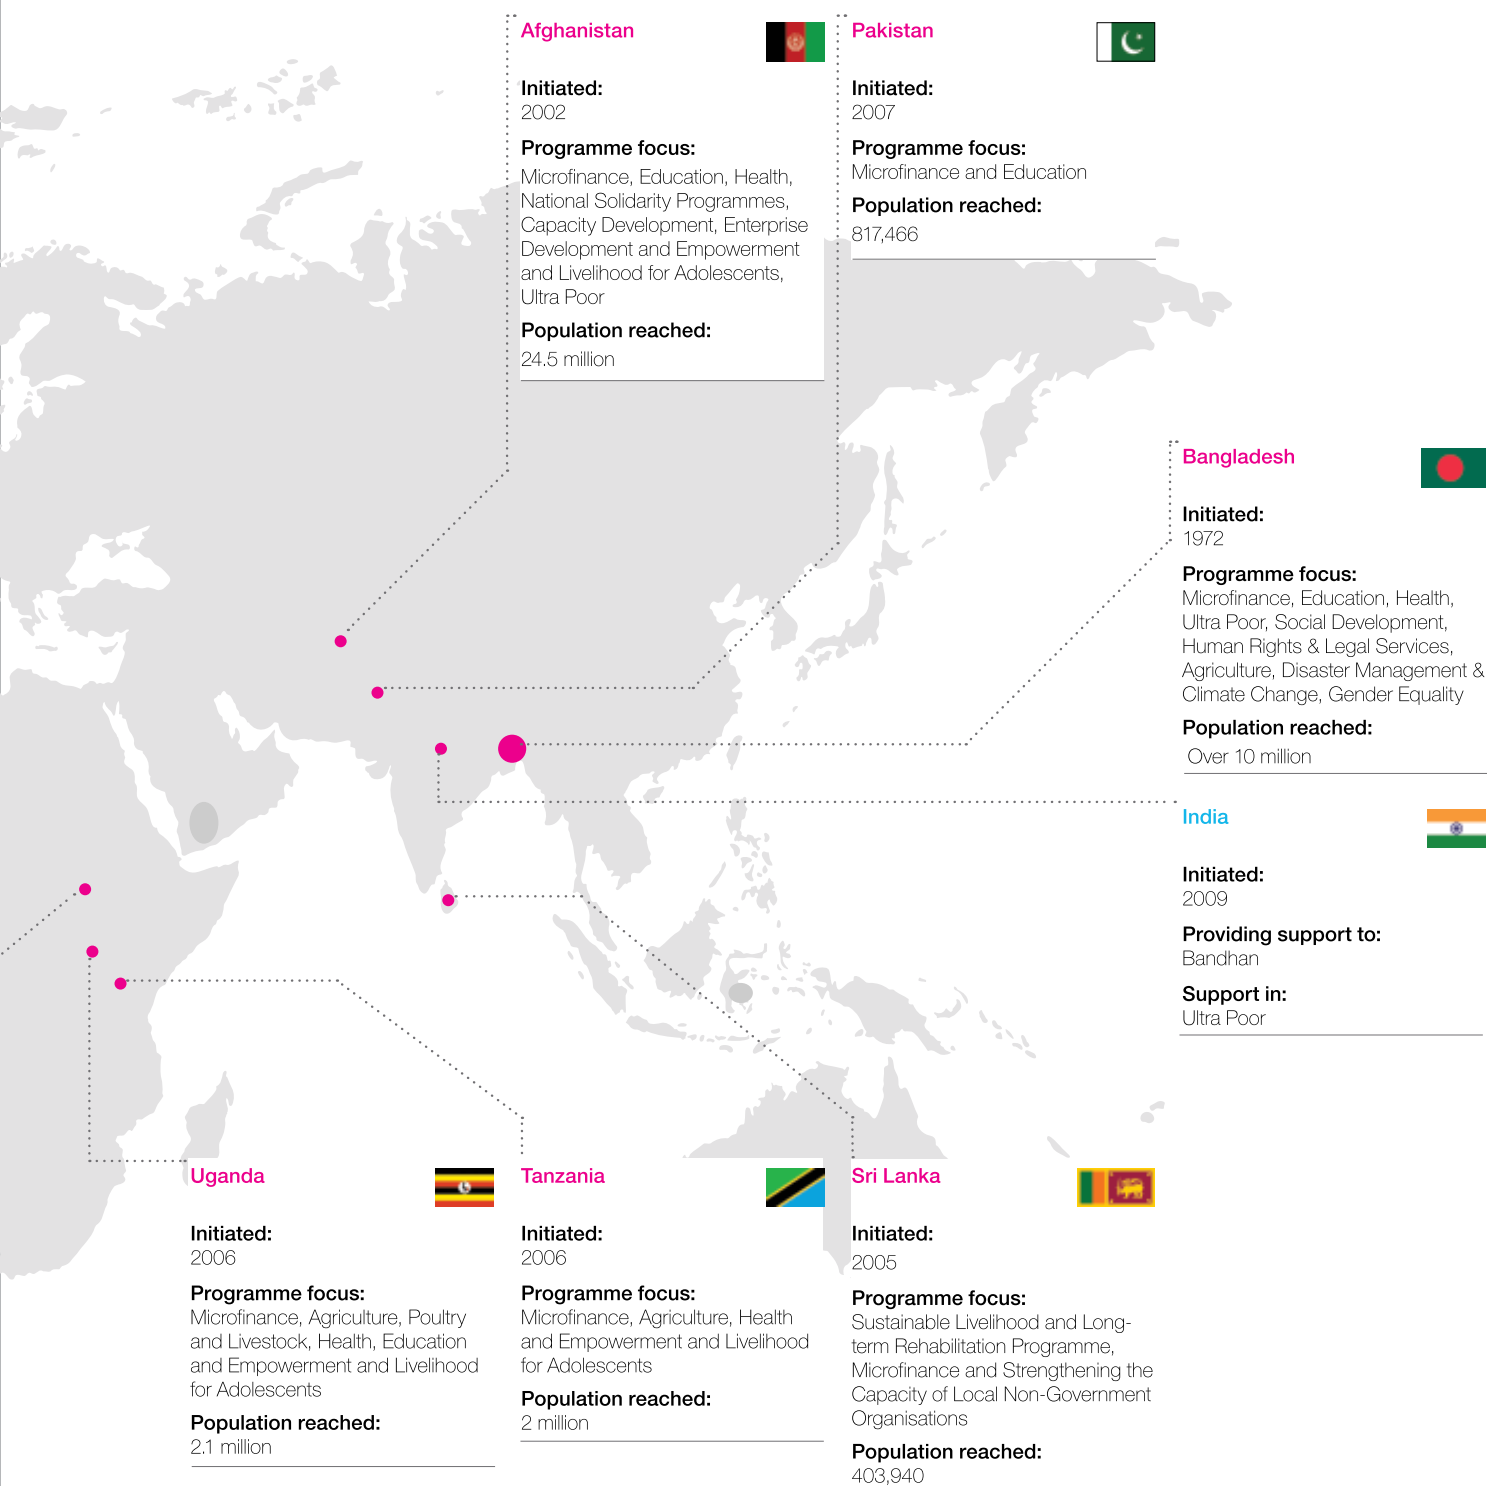 Afghanistan
Initiated:
2002
Programme focus:
Microfinance, Education, Health,
National Solidarity Programmes,
Capacity Development, Enterprise
Development and Empowerment
and Livelihood for Adolescents,
Ultra Poor
Population reached:
24.5 million
Pakistan
Initiated:
2007
Programme focus:
Microfinance and Education
Population reached:
817,466
Bangladesh
Initiated:
1972
Programme focus:
Microfinance, Education, Health,
Ultra Poor, Social Development,
Human Rights & Legal Services,
Agriculture, Disaster Management &
Climate Change, Gender Equality
Population reached:
Over 10 million
India
Initiated:
2009
Providing support to:
Bandhan
Support in:
Ultra Poor
Uganda
Initiated:
2006
Programme focus:
Microfinance, Agriculture, Poultry
and Livestock, Health, Education
and Empowerment and Livelihood
for Adolescents
Population reached:
2.1 million
Tanzania
Initiated:
2006
Programme focus:
Microfinance, Agriculture, Health
and Empowerment and Livelihood
for Adolescents
Population reached:
2 million
Sri Lanka
Initiated:
2005
Programme focus:
Sustainable Livelihood and Long-
term Rehabilitation Programme,
Microfinance and Strengthening the
Capacity of Local Non-Government
Organisations
Population reached:
403,940